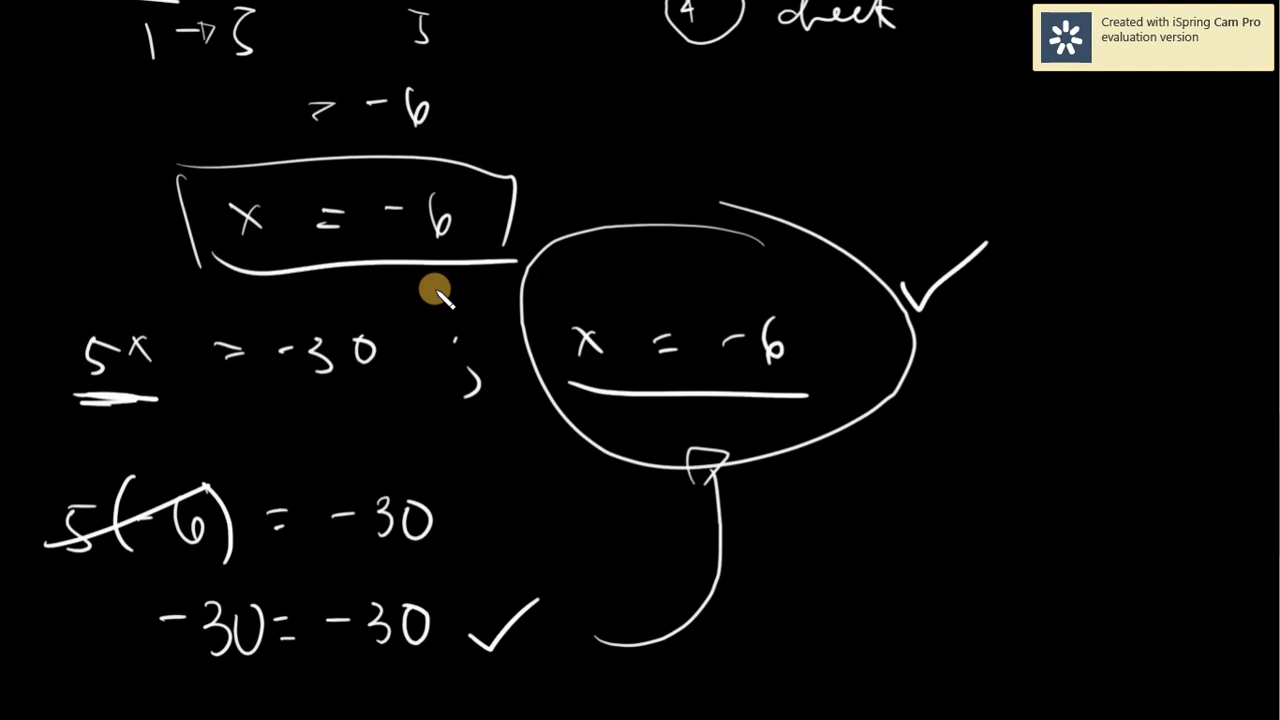 1 → 5 5 4 check
Created with iSpring Cam Pro
evaluation version
= -6
x = -6
5x = -30 ; x = -6
5(-6) = -30
-30 = -30 ✓